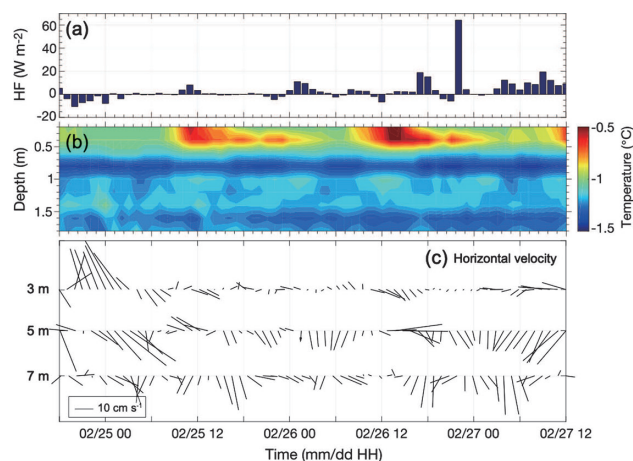 (a)
60
40
20
0
-20
HF (W m-2)
(b)
0.5
1
1.5
Depth (m)
-0.5
-1
-1.5
Temperature (°C)
(c) Horizontal velocity
3 m
5 m
7 m
10 cm s-1
02/25 00 02/25 12 02/26 00 02/26 12 02/27 00 02/27 12
Time (mm/dd HH)